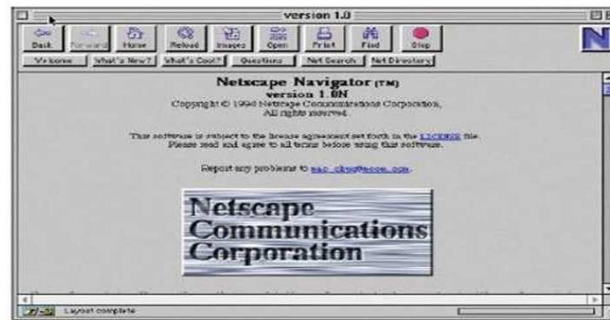 version 1.0
Back Forward Home Reload Images Open Print Find Stop
N
Welcome What's New? What's Cool? Questions Net Search Net Directory
Netscape Navigator (TM)
version 1.0N
Copyright © 1994 Netscape Communications Corporation,
All rights reserved.
This software is subject to the license agreement set forth in the LICENSE file.
Please read and agree to all terms before using this software.
Report any problems to
Netscape
Communications
Corporation
Layout complete